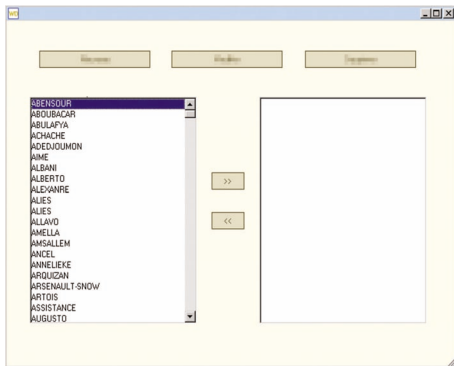 WD
>>
<<
ABENSOUR
ABOUBACAR
ABULAFYA
ACHACHE
ADEDJOUMON
AIME
ALBANI
ALBERTO
ALEXANRE
ALIES
ALIES
ALLAVO
AMELLA
AMSALLEM
ANCEL
ANNELIEKE
ARQUIZAN
ARSENAULT-SNOW
ARTOIS
ASSISTANCE
AUGUSTO